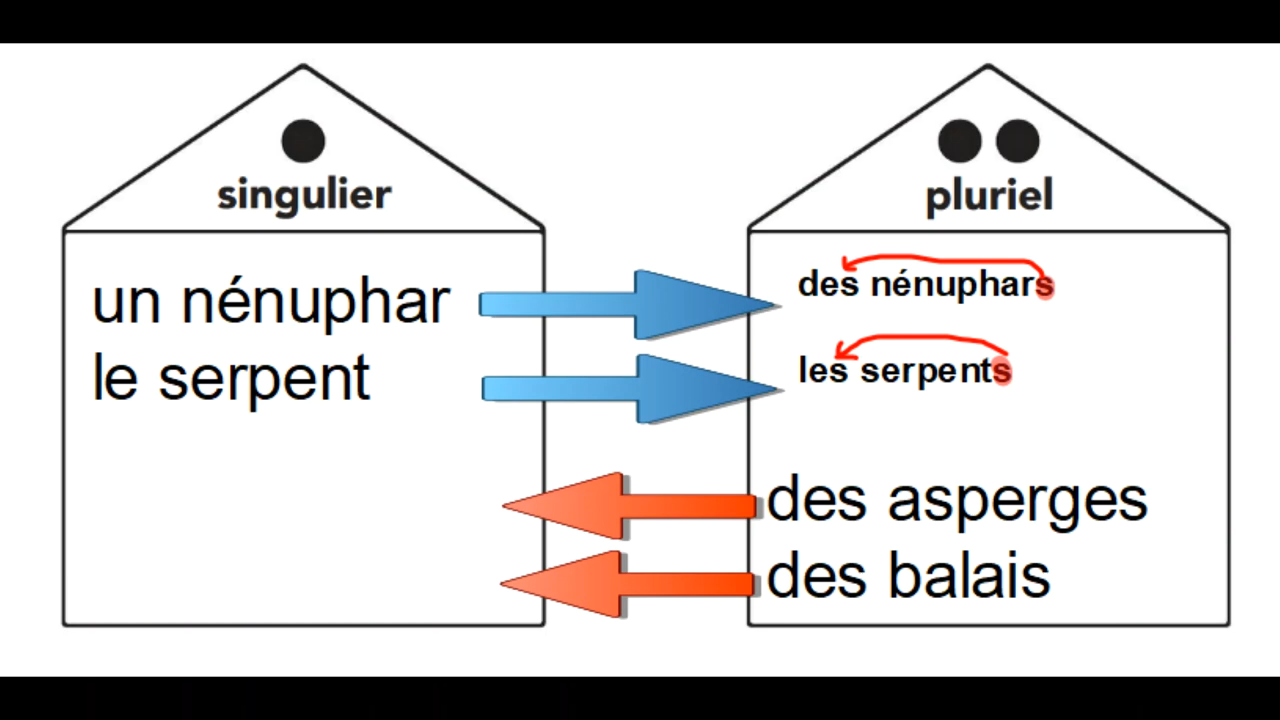 singulier
pluriel
un nénuphar
le serpent
des nénuphars
les serpents
des asperges
des balais